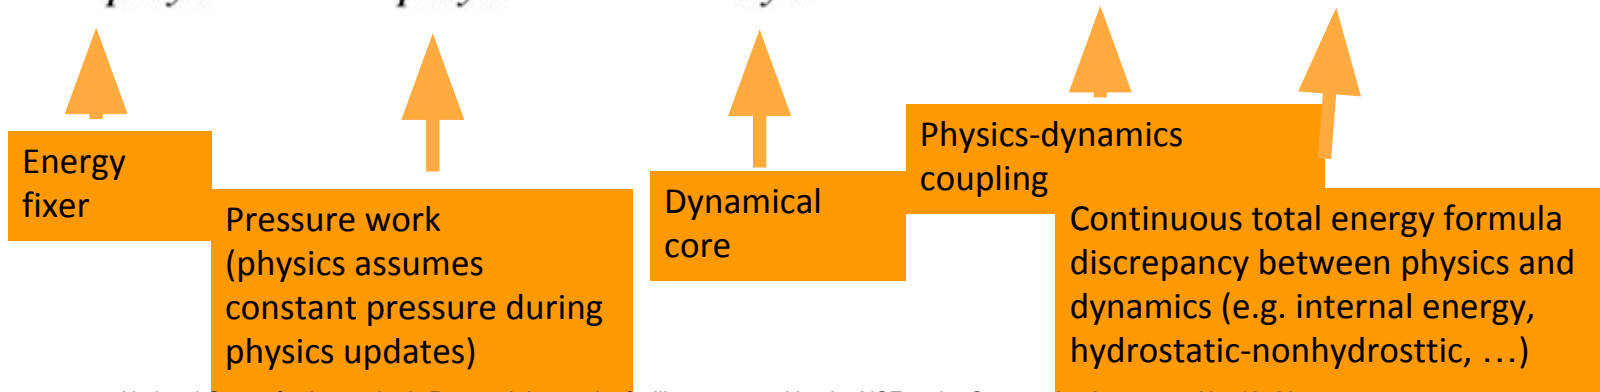 Energy
fixer
Pressure work
(physics assumes
constant pressure during
physics updates)
Dynamical
core
Physics-dynamics
coupling
Continuous total energy formula
discrepancy between physics and
dynamics (e.g. internal energy,
hydrostatic-nonhydrosttic, …)